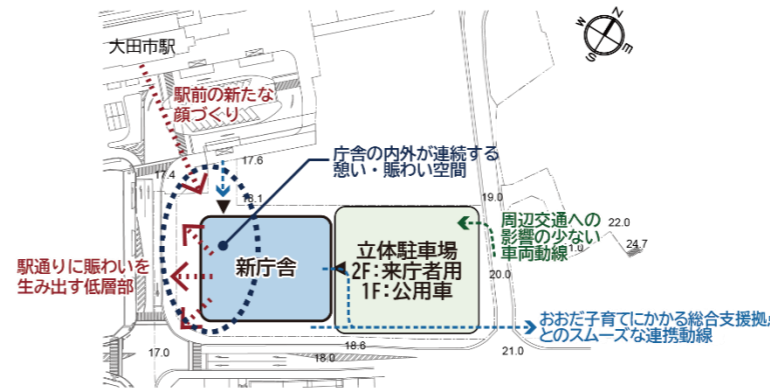 大田市駅
N
W
E
S
駅前の新たな
顔づくり
17.6
庁舎の内外が連続する
憩い・賑わい空間
17.4
18.1
19.0
周辺交通への
影響の少ない
車両動線
22.0
24.7
1.0
20.0
新庁舎
立体駐車場
2F:来庁者用
1F:公用車
駅通りに賑わいを
生み出す低層部
おおだ子育てにかかる総合支援拠点
とのスムーズな連携動線
17.0
18.0
18.6
21.0